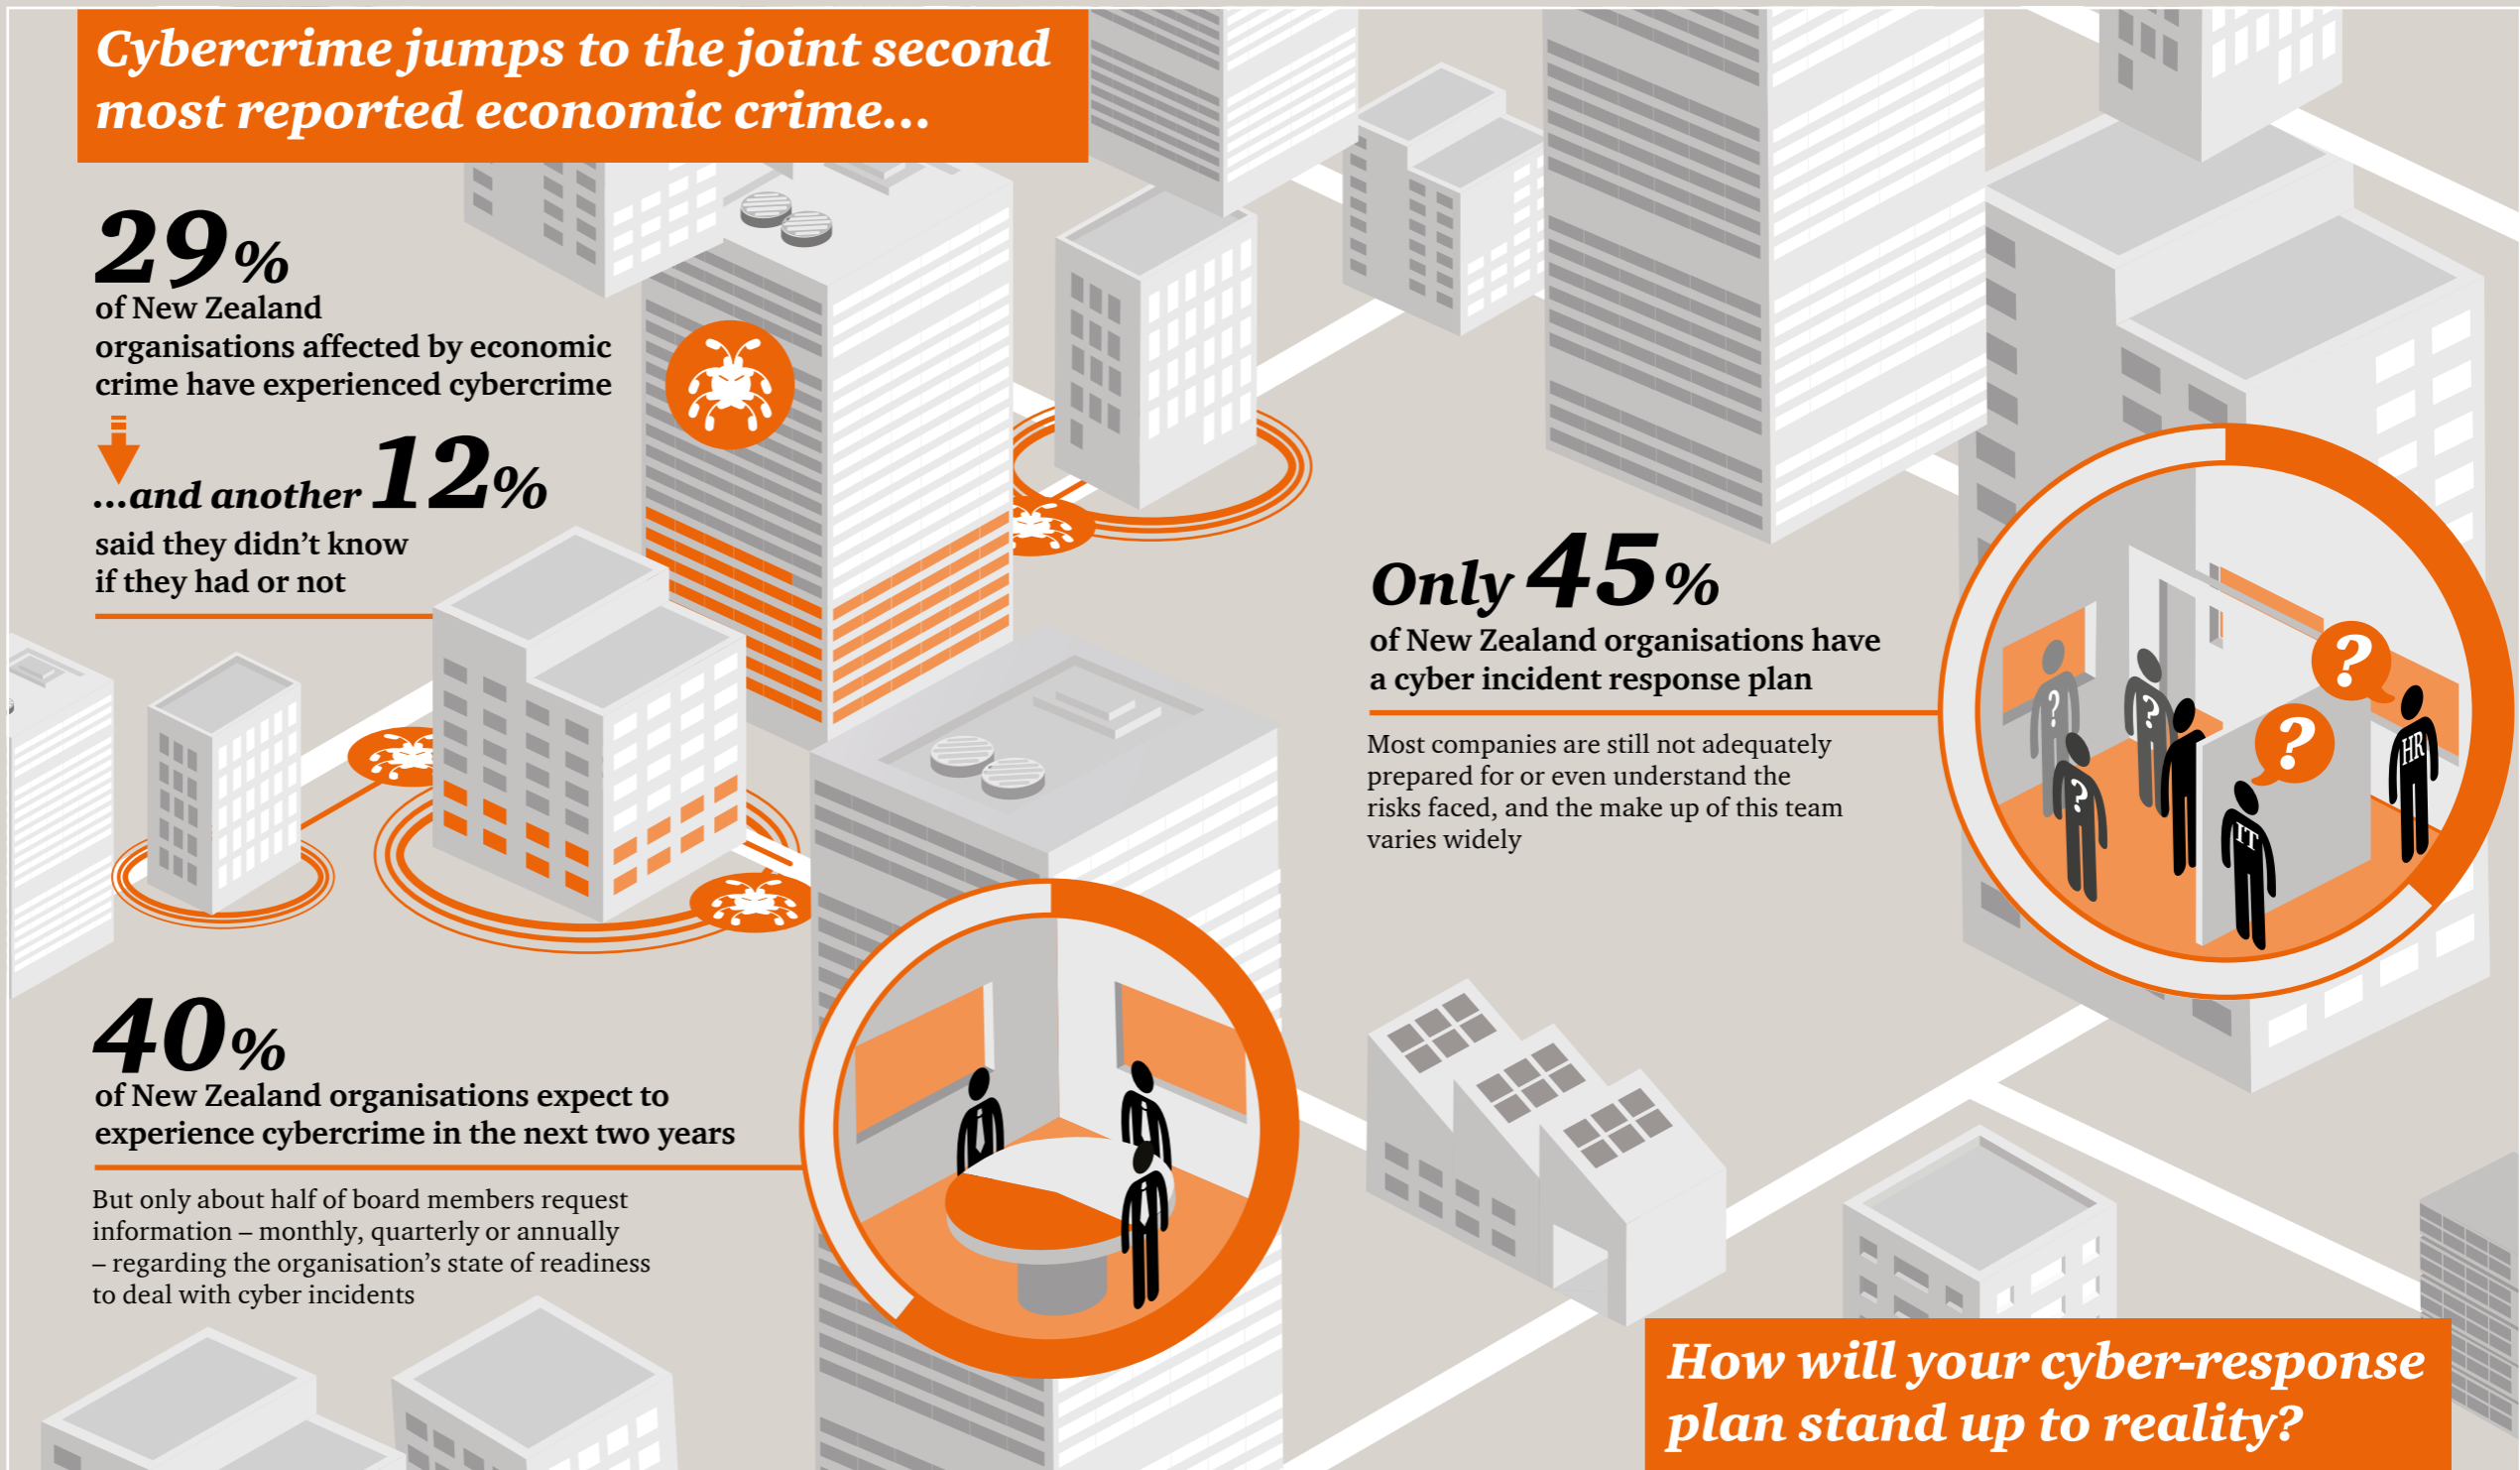 Cybercrime jumps to the joint second
most reported economic crime...
29%
of New Zealand
organisations affected by economic
crime have experienced cybercrime
...and another 12%
said they didn't know
if they had or not
Only 45%
of New Zealand organisations have
a cyber incident response plan
Most companies are still not adequately
prepared for or even understand the
risks faced, and the make up of this team
varies widely
?
?
?
?
?
HR
IT
40%
of New Zealand organisations expect to
experience cybercrime in the next two years
But only about half of board members request
information – monthly, quarterly or annually
– regarding the organisation's state of readiness
to deal with cyber incidents
How will your cyber-response
plan stand up to reality?